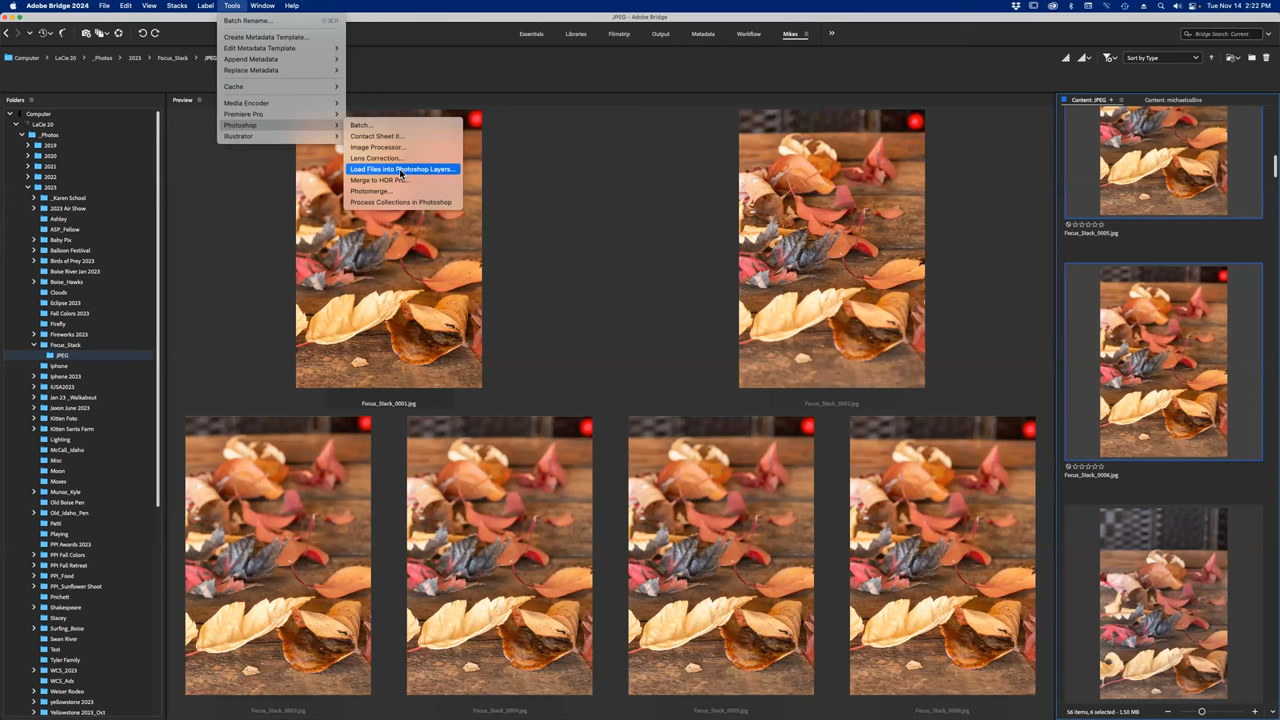 Adobe Bridge 2024 File Edit View Stacks Label Tools Window Help Tue Nov 14 2:22 PM
JPEG - Adobe Bridge
Essentials Libraries Filmstrip Output Metadata Workflow Mikes Bridge Search: Current...
Computer LaCie 20 _Photos 2023 Focus_Stack JPEG Sort by Type
Batch Rename... ⇧⌘R
Create Metadata Template...
Edit Metadata Template
Append Metadata
Replace Metadata
Cache
Media Encoder
Premiere Pro
Photoshop
Illustrator
Batch...
Contact Sheet II...
Image Processor...
Lens Correction...
Load Files into Photoshop Layers...
Merge to HDR Pro...
Photomerge...
Process Collections in Photoshop
Folders
Computer
LaCie 20
_Photos
2019
2020
2021
2022
2023
_Karen School
2023 Air Show
Ashley
ASP_Fellow
Baby Pix
Balloon Festival
Birds of Prey 2023
Boise River Jan 2023
Boise_Hawks
Clouds
Eclipse 2023
Fall Colors 2023
Firefly
Fireworks 2023
Focus_Stack
JPEG
Iphone
Iphone 2023
IUSA2023
Jan 23 _Walkabout
Jaxon June 2023
Kitten Foto
Kitten Santa Farm
Lighting
McCall_Idaho
Misc
Moon
Moses
Munoz_Kyle
Old Boise Pen
Old_Idaho_Pen
Patti
Playing
PPI Awards 2023
PPI Fall Colors
PPI Fall Retreat
PPI_Food
PPI_Sunflower Shoot
Prichett
Shakespeare
Stacey
Surfing_Boise
Swan River
Test
Tyler Family
WCS_2023
WCS_Ads
Weiser Rodeo
yellowstone 2023
Yellowstone 2023_Oct
Preview
Focus_Stack_0001.jpg
Focus_Stack_0002.jpg
Focus_Stack_0003.jpg
Focus_Stack_0004.jpg
Focus_Stack_0005.jpg
Focus_Stack_0006.jpg
Content: JPEG Content: michaelcollins
Focus_Stack_0005.jpg
Focus_Stack_0006.jpg
56 items, 6 selected - 1.50 MB